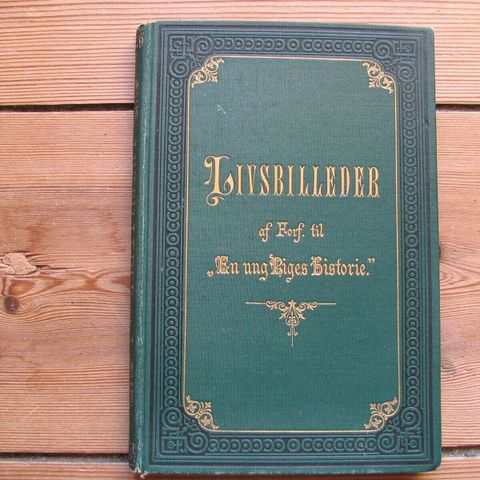 LIVSBILLEDER
af Forf. til
„En ung Piges Historie.”